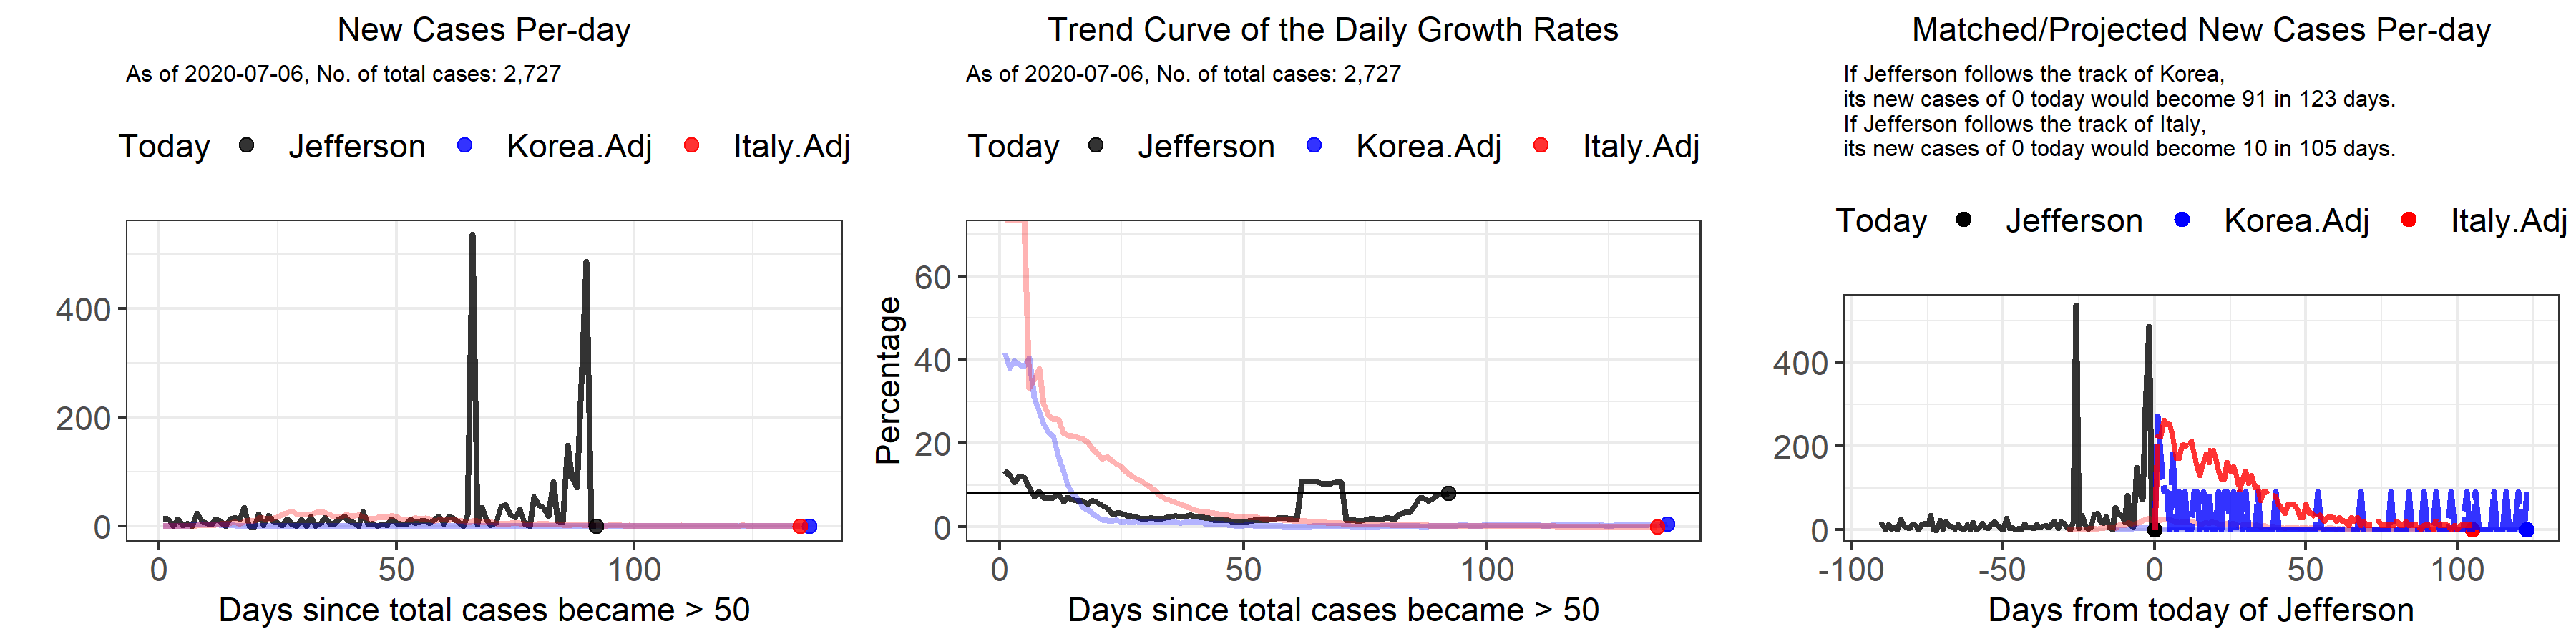 New Cases Per-day
As of 2020-07-06, No. of total cases: 2,727
Today Jefferson Korea.Adj Italy.Adj
400
200
0
0 50 100
Days since total cases became > 50
Trend Curve of the Daily Growth Rates
As of 2020-07-06, No. of total cases: 2,727
Today Jefferson Korea.Adj Italy.Adj
Percentage
60
40
20
0
0 50 100
Days since total cases became > 50
Matched/Projected New Cases Per-day
If Jefferson follows the track of Korea,
its new cases of 0 today would become 91 in 123 days.
If Jefferson follows the track of Italy,
its new cases of 0 today would become 10 in 105 days.
Today Jefferson Korea.Adj Italy.Adj
400
200
0
-100 -50 0 50 100
Days from today of Jefferson